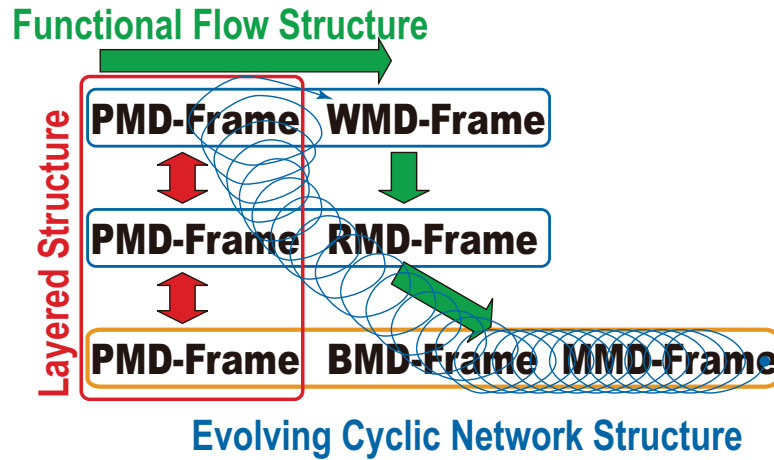 Functional Flow Structure
Layered Structure
PMD-Frame WMD-Frame
PMD-Frame RMD-Frame
PMD-Frame BMD-Frame MMD-Frame
Evolving Cyclic Network Structure